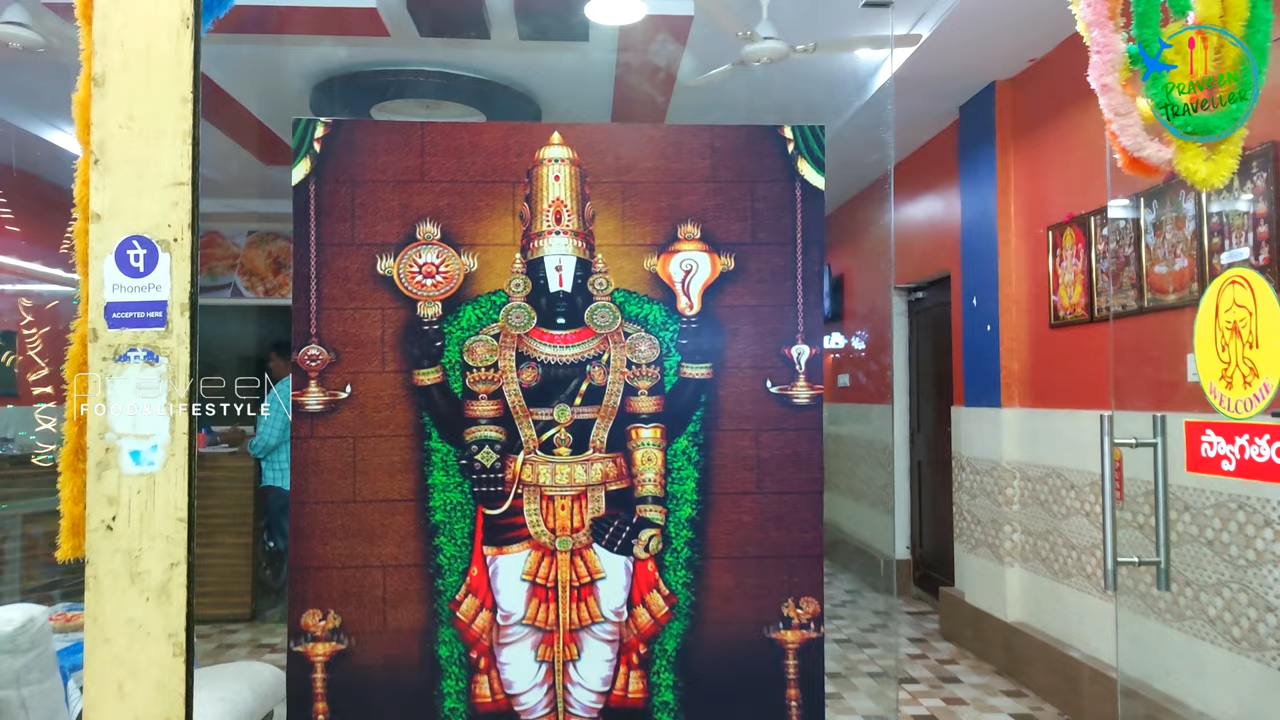 PRAVEEN
TRAVELLER
पे
PhonePe
ACCEPTED HERE
PraveeN
FOOD&LIFESTYLE
WELCOME
స్వాగతం